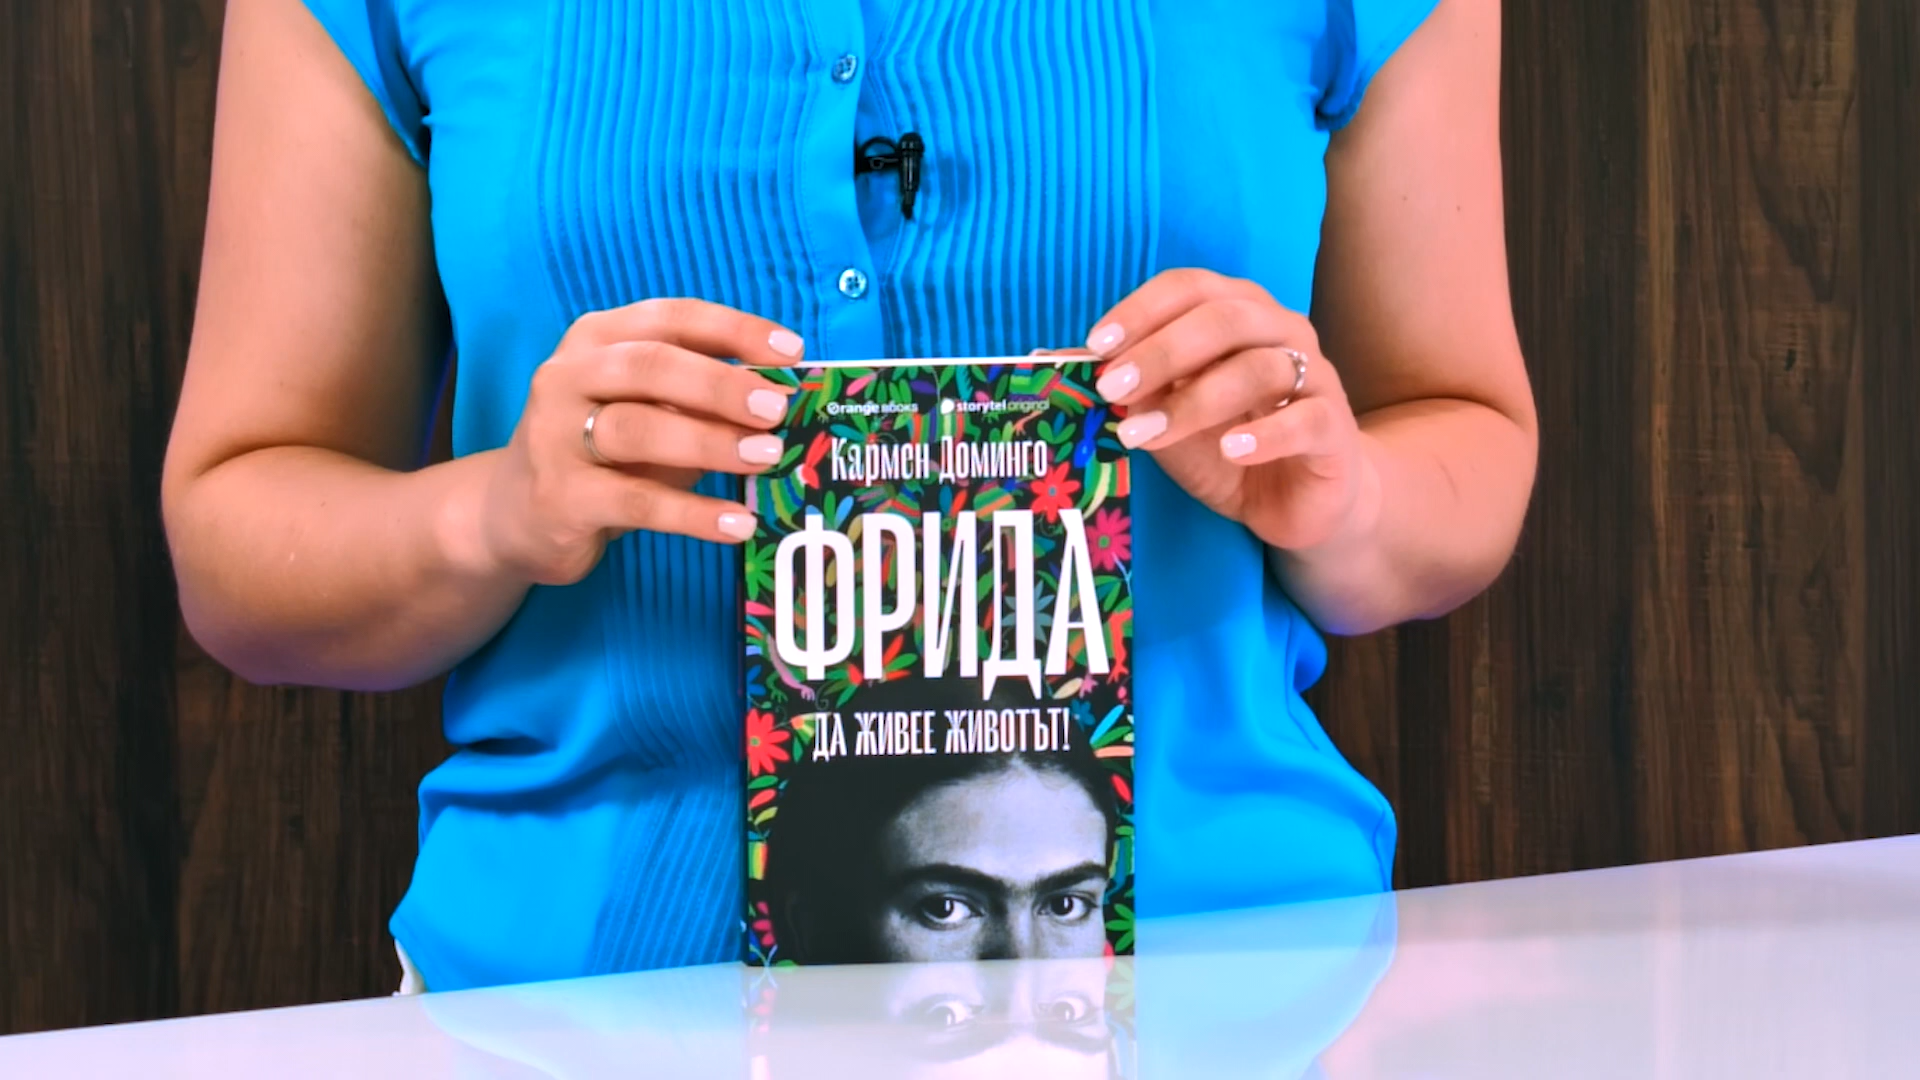 Orange BOOKS storytel original
Кармен Доминго
ФРИДА
ДА ЖИВЕЕ ЖИВОТЪТ!